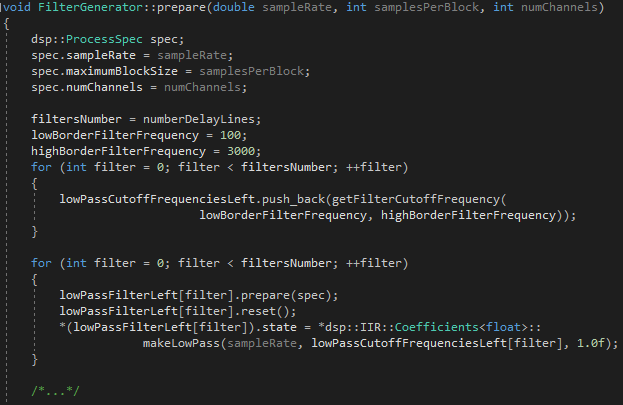 void FilterGenerator::prepare(double sampleRate, int samplesPerBlock, int numChannels)
{
dsp::ProcessSpec spec;
spec.sampleRate = sampleRate;
spec.maximumBlockSize = samplesPerBlock;
spec.numChannels = numChannels;
filtersNumber = numberDelayLines;
lowBorderFilterFrequency = 100;
highBorderFilterFrequency = 3000;
for (int filter = 0; filter < filtersNumber; ++filter)
{
lowPassCutoffFrequenciesLeft.push_back(getFilterCutoffFrequency(
lowBorderFilterFrequency, highBorderFilterFrequency));
}
for (int filter = 0; filter < filtersNumber; ++filter)
{
lowPassFilterLeft[filter].prepare(spec);
lowPassFilterLeft[filter].reset();
*(lowPassFilterLeft[filter]).state = *dsp::IIR::Coefficients<float>::
makeLowPass(sampleRate, lowPassCutoffFrequenciesLeft[filter], 1.0f);
}
/*...*/